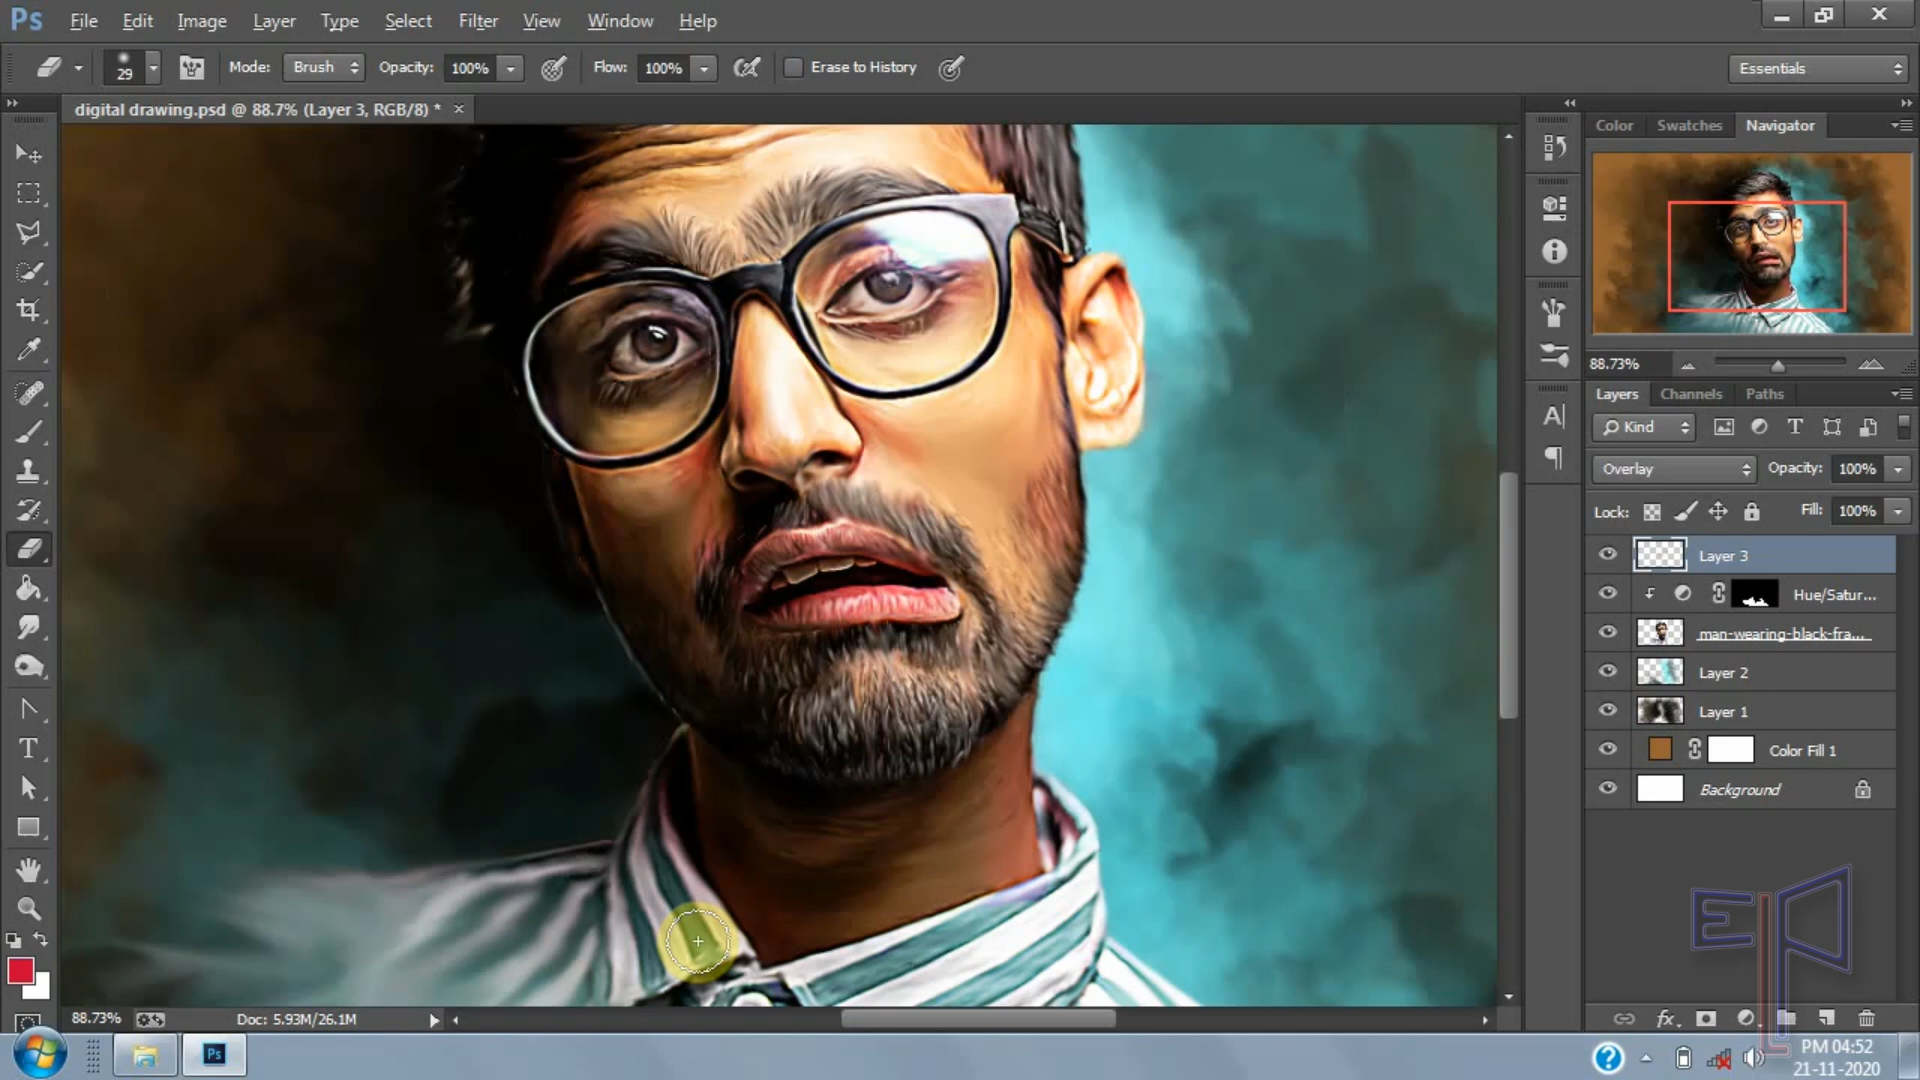 Ps File Edit Image Layer Type Select Filter View Window Help
29 Mode: Brush Opacity: 100% Flow: 100% Erase to History Essentials
digital drawing.psd @ 88.7% (Layer 3, RGB/8) * ×
Color Swatches Navigator
88.73%
Layers Channels Paths
Kind
Overlay Opacity: 100%
Lock: Fill: 100%
Layer 3
Hue/Satur...
man-wearing-black-fra...
Layer 2
Layer 1
Color Fill 1
Background
88.73% Doc: 5.93M/26.1M
Ps
PM 04:52
21-11-2020